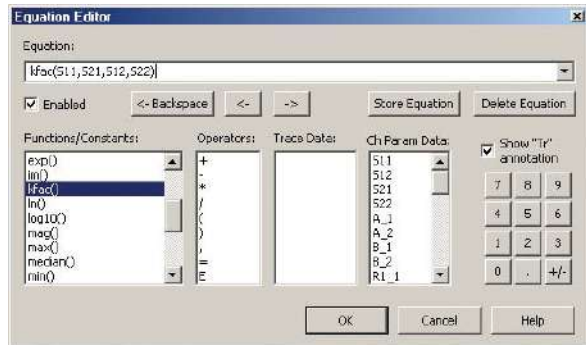 Equation Editor
Equation:
kfac(S11,S21,S12,S22)
Enabled
<- Backspace
<-
->
Store Equation
Delete Equation
Functions/Constants:
exp()
im()
kfac()
ln()
log10()
mag()
max()
median()
min()
Operators:
+
-
*
/
(
)
,
=
E
Trace Data:
Ch Param Data:
S11
S12
S21
S22
A_1
A_2
B_1
B_2
R1_1
Show "Tr" annotation
7 8 9
4 5 6
1 2 3
0 . +/-
OK
Cancel
Help